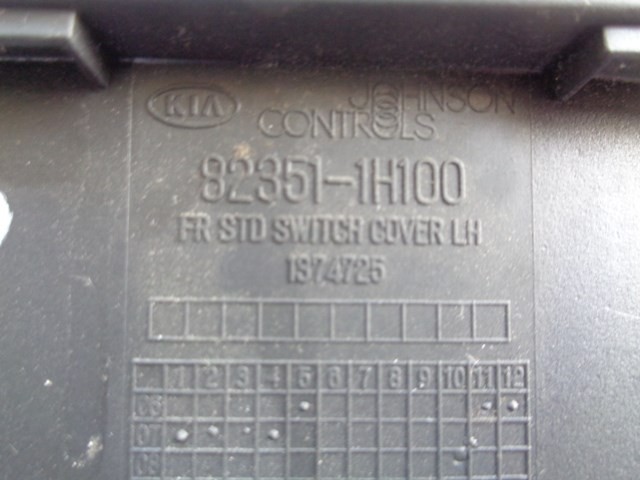 KIA
JOHNSON
CONTROLS
82351-1H100
FR STD SWITCH COVER LH
1374725
1 2 3 4 5 6 7 8 9 10 11 12
06
07
08